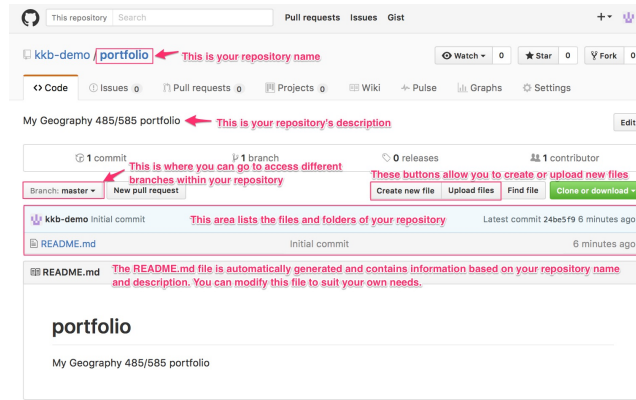 This repository Search Pull requests Issues Gist
kkb-demo / portfolio This is your repository name Watch 0 Star 0 Fork 0
Code Issues 0 Pull requests 0 Projects 0 Wiki Pulse Graphs Settings
My Geography 485/585 portfolio This is your repository's description Edit
1 commit 1 branch 0 releases 1 contributor
This is where you can go to access different
branches within your repository
These buttons allow you to create or upload new files
Branch: master New pull request Create new file Upload files Find file Clone or download
kkb-demo Initial commit This area lists the files and folders of your repository Latest commit 24be5f9 6 minutes ago
README.md Initial commit 6 minutes ago
README.md
The README.md file is automatically generated and contains information based on your repository name
and description. You can modify this file to suit your own needs.
portfolio
My Geography 485/585 portfolio